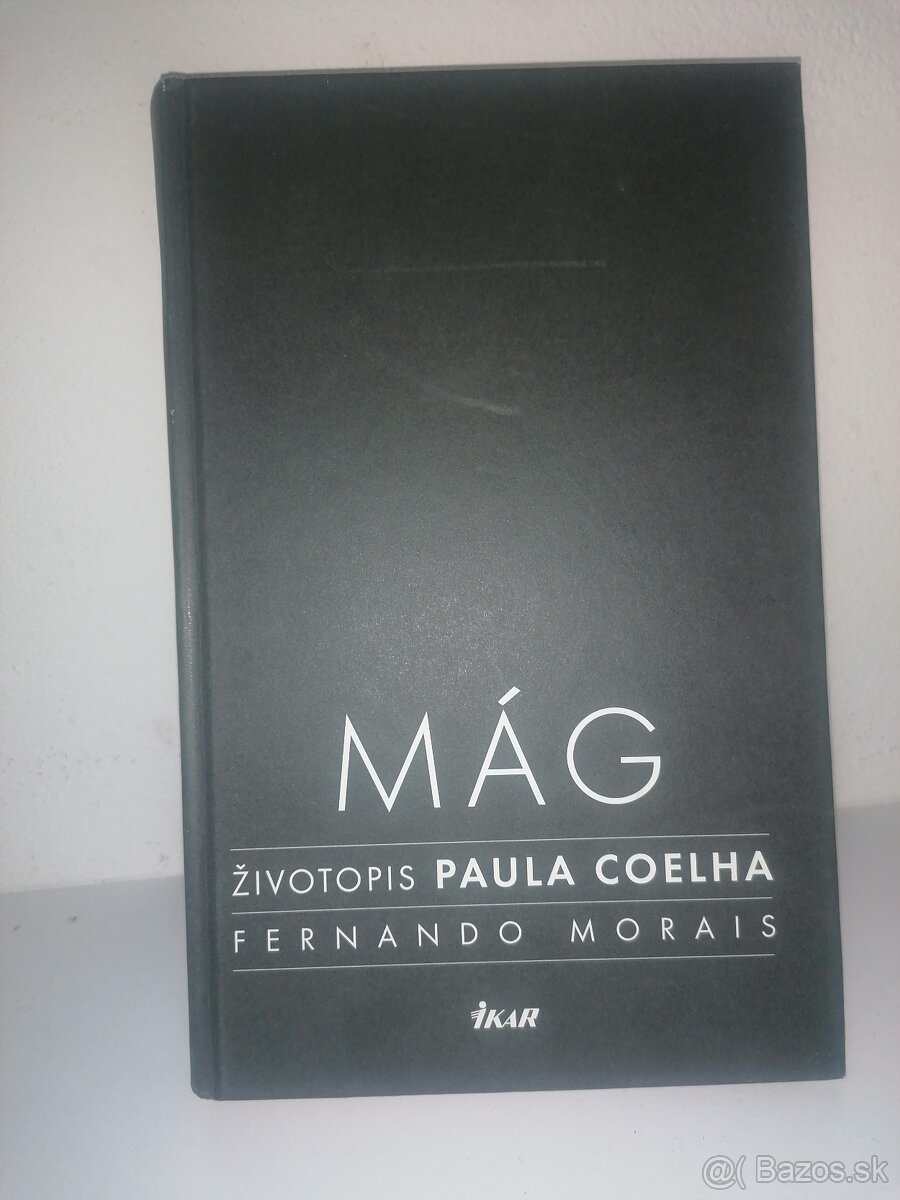 MÁG
ŽIVOTOPIS PAULA COELHA
FERNANDO MORAIS
IKAR
@( Bazos.sk